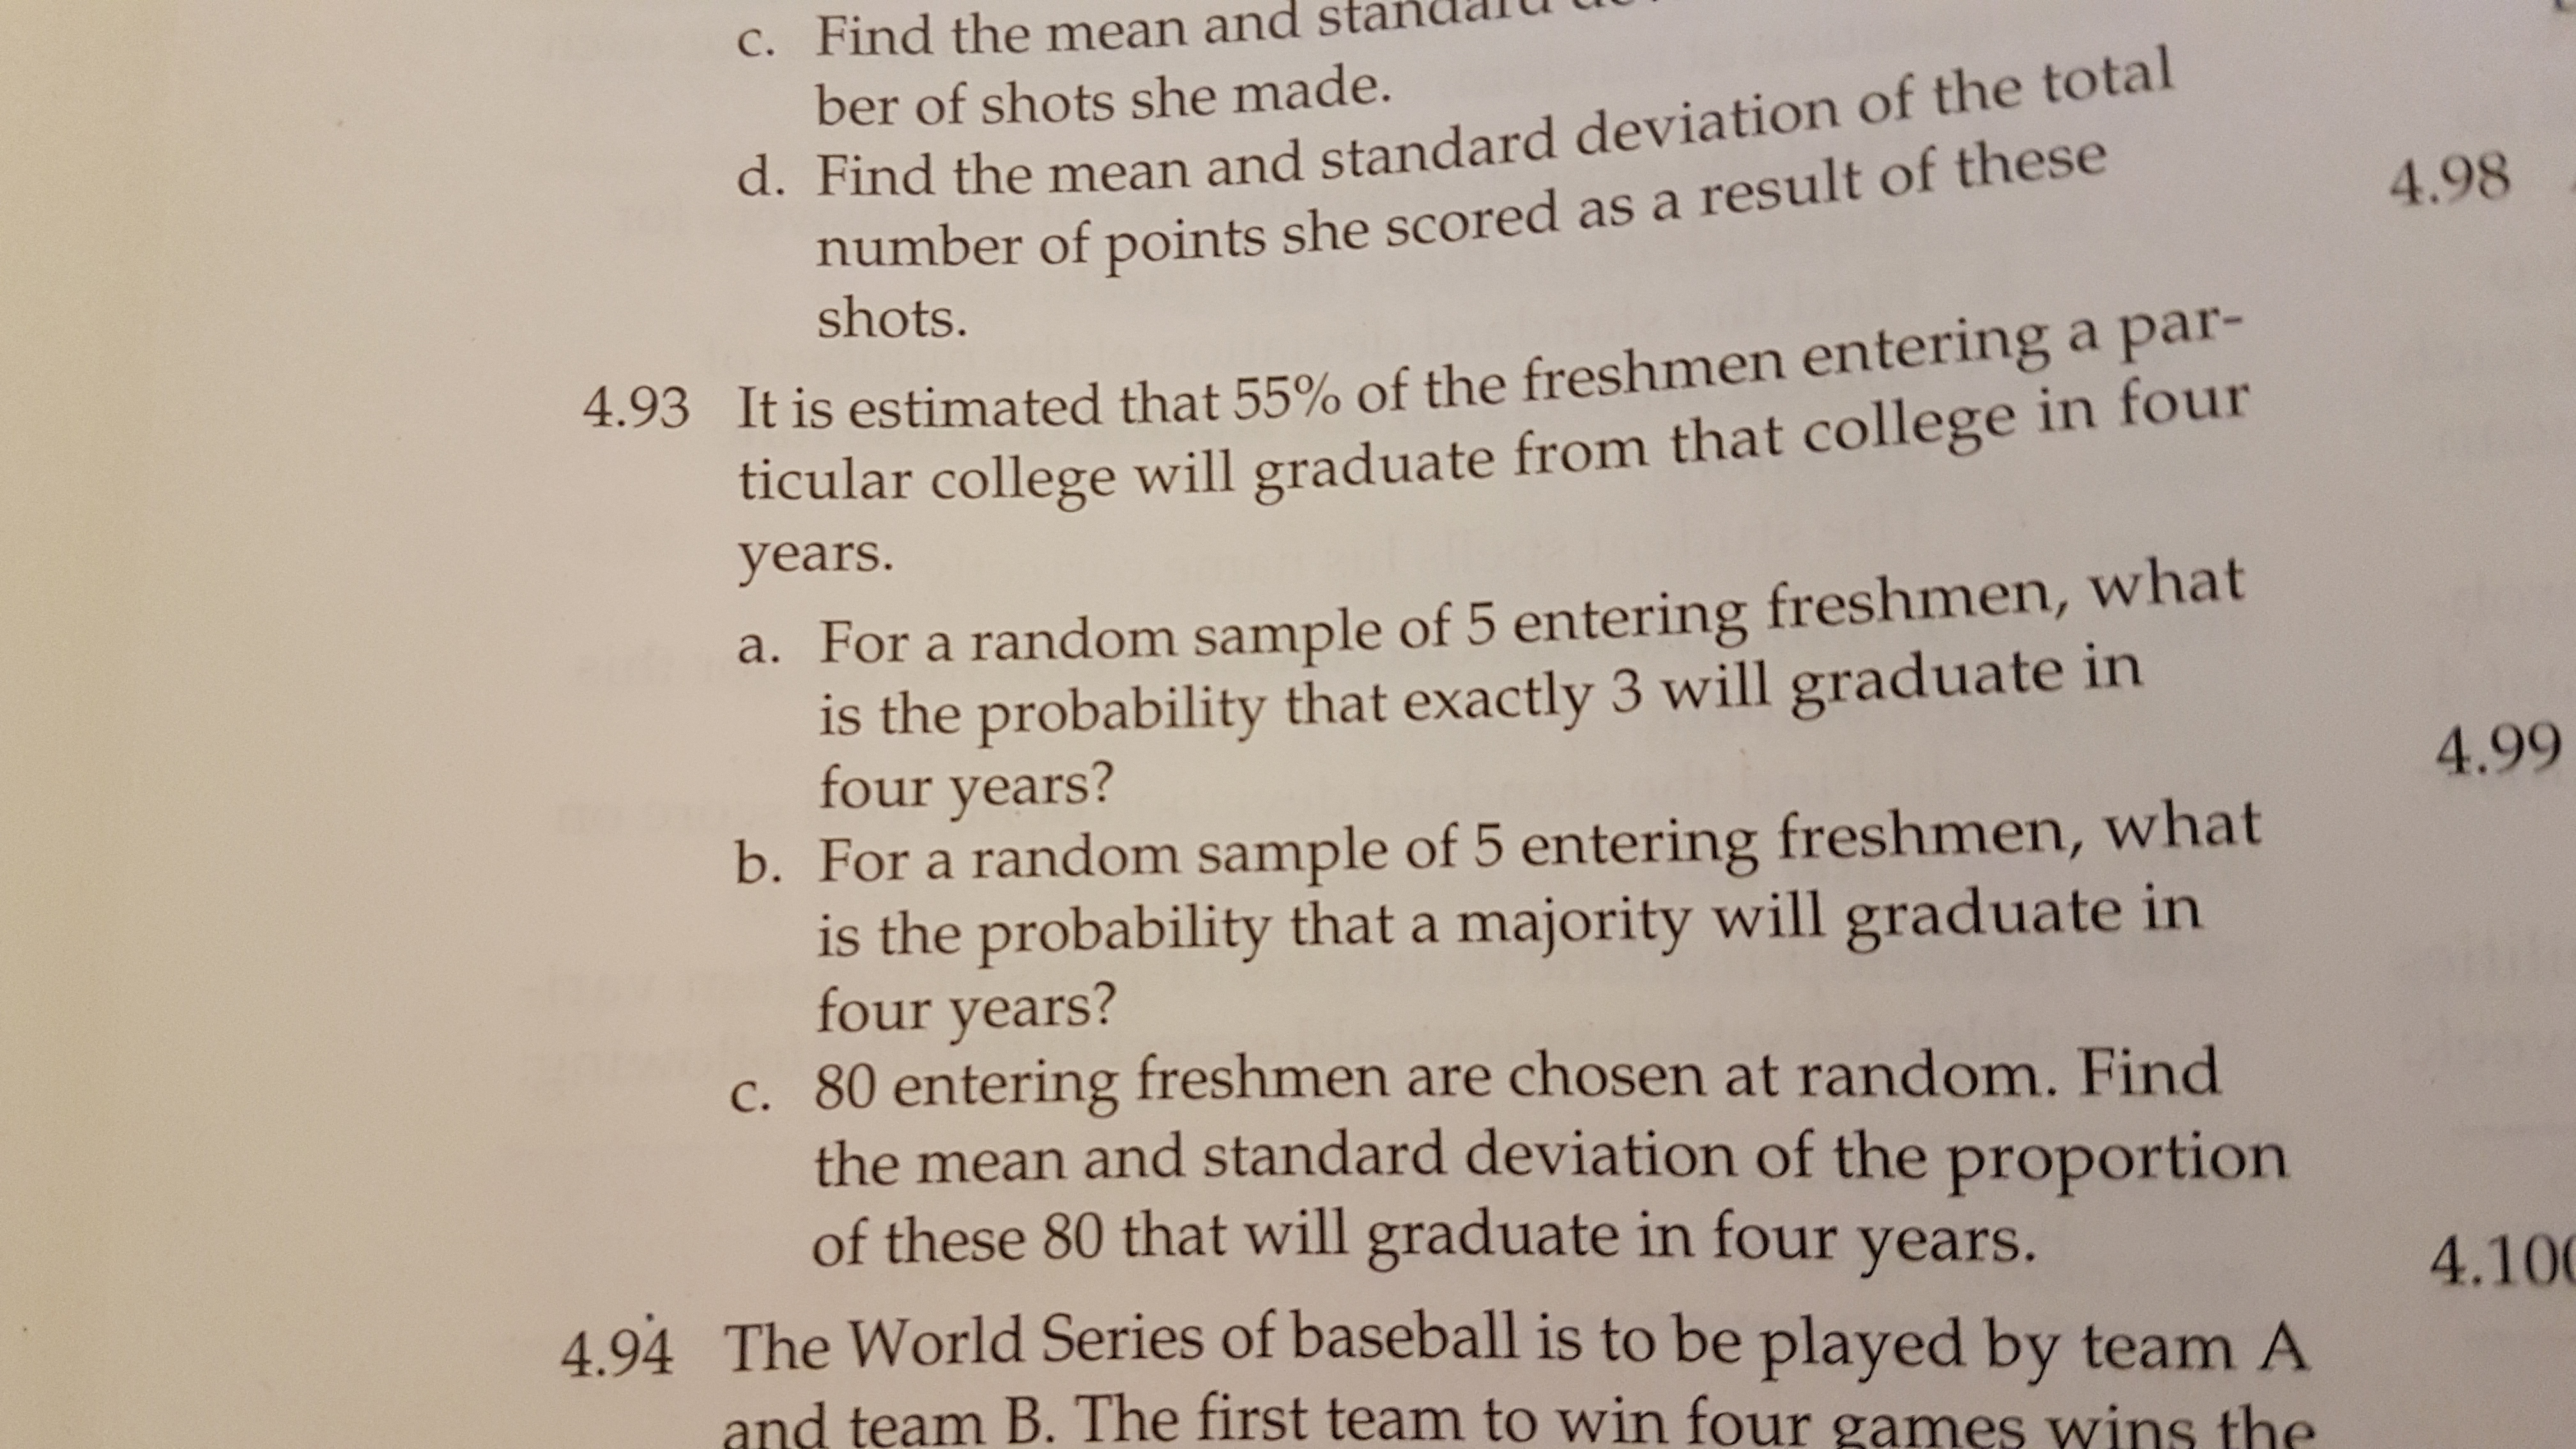 c. Find the mean and standard
ber of shots she made.
d. Find the mean and standard deviation of the total
number of points she scored as a result of these
shots.
4.93 It is estimated that 55% of the freshmen entering a par-
ticular college will graduate from that college in four
years.
a. For a random sample of 5 entering freshmen, what
is the probability that exactly 3 will graduate in
four years?
b. For a random sample of 5 entering freshmen, what
is the probability that a majority will graduate in
four years?
c. 80 entering freshmen are chosen at random. Find
the mean and standard deviation of the proportion
of these 80 that will graduate in four years.
4.94 The World Series of baseball is to be played by team A
and team B. The first team to win four games wins the
4.98
4.99
4.100